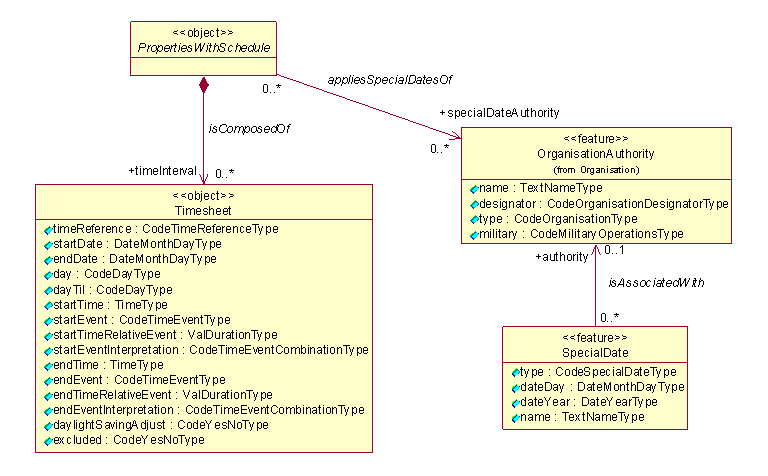 <<object>>
PropertiesWithSchedule
0..*
appliesSpecialDatesOf
+specialDateAuthority
0..*
isComposedOf
+timeInterval
0..*
<<feature>>
OrganisationAuthority
(from Organisation)
name : TextNameType
designator : CodeOrganisationDesignatorType
type : CodeOrganisationType
military : CodeMilitaryOperationsType
<<object>>
Timesheet
timeReference : CodeTimeReferenceType
startDate : DateMonthDayType
endDate : DateMonthDayType
day : CodeDayType
dayTil : CodeDayType
startTime : TimeType
startEvent : CodeTimeEventType
startTimeRelativeEvent : ValDurationType
startEventInterpretation : CodeTimeEventCombinationType
endTime : TimeType
endEvent : CodeTimeEventType
endTimeRelativeEvent : ValDurationType
endEventInterpretation : CodeTimeEventCombinationType
daylightSavingAdjust : CodeYesNoType
excluded : CodeYesNoType
+authority
0..1
isAssociatedWith
0..*
<<feature>>
SpecialDate
type : CodeSpecialDateType
dateDay : DateMonthDayType
dateYear : DateYearType
name : TextNameType